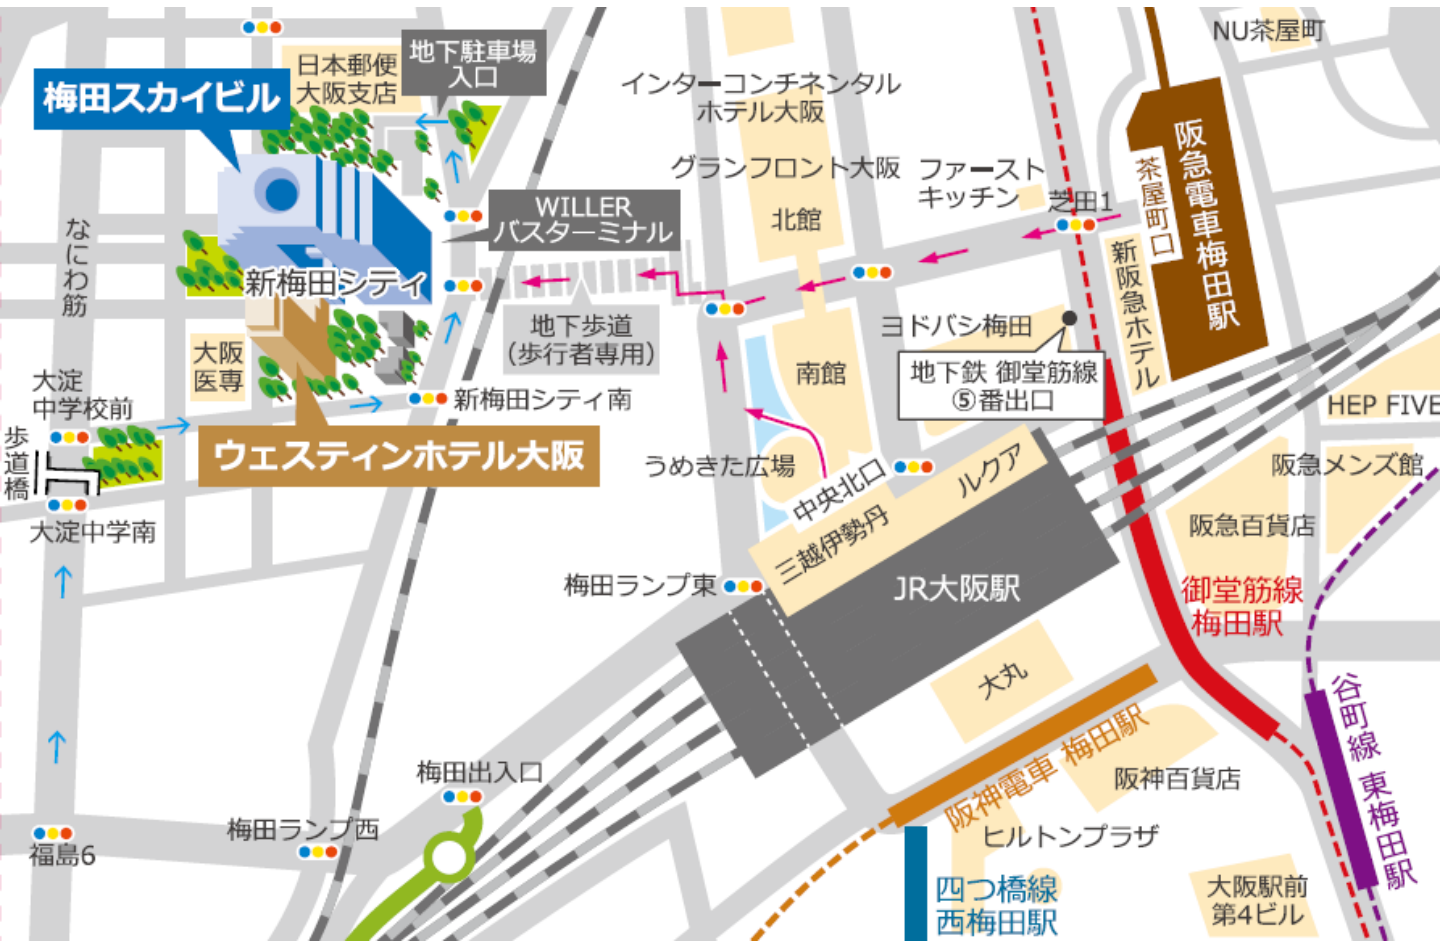 NU茶屋町
日本郵便
大阪支店
地下駐車場
入口
梅田スカイビル
インターコンチネンタル
ホテル大阪
グランフロント大阪
北館
ファースト
キッチン
芝田1
茶屋町口
阪急電車梅田駅
WILLER
バスターミナル
なにわ筋
新梅田シティ
新阪急ホテル
地下歩道
(歩行者専用)
ヨドバシ梅田
大阪
医専
南館
地下鉄 御堂筋線
⑤番出口
大淀
中学校前
新梅田シティ南
HEP FIVE
歩道橋
ウェスティンホテル大阪
うめきた広場
中央北口
ルクア
阪急メンズ館
大淀中学南
三越伊勢丹
阪急百貨店
梅田ランプ東
JR大阪駅
御堂筋線
梅田駅
大丸
谷町線 東梅田駅
阪神電車 梅田駅
梅田出入口
阪神百貨店
梅田ランプ西
ヒルトンプラザ
福島6
四つ橋線
西梅田駅
大阪駅前
第4ビル